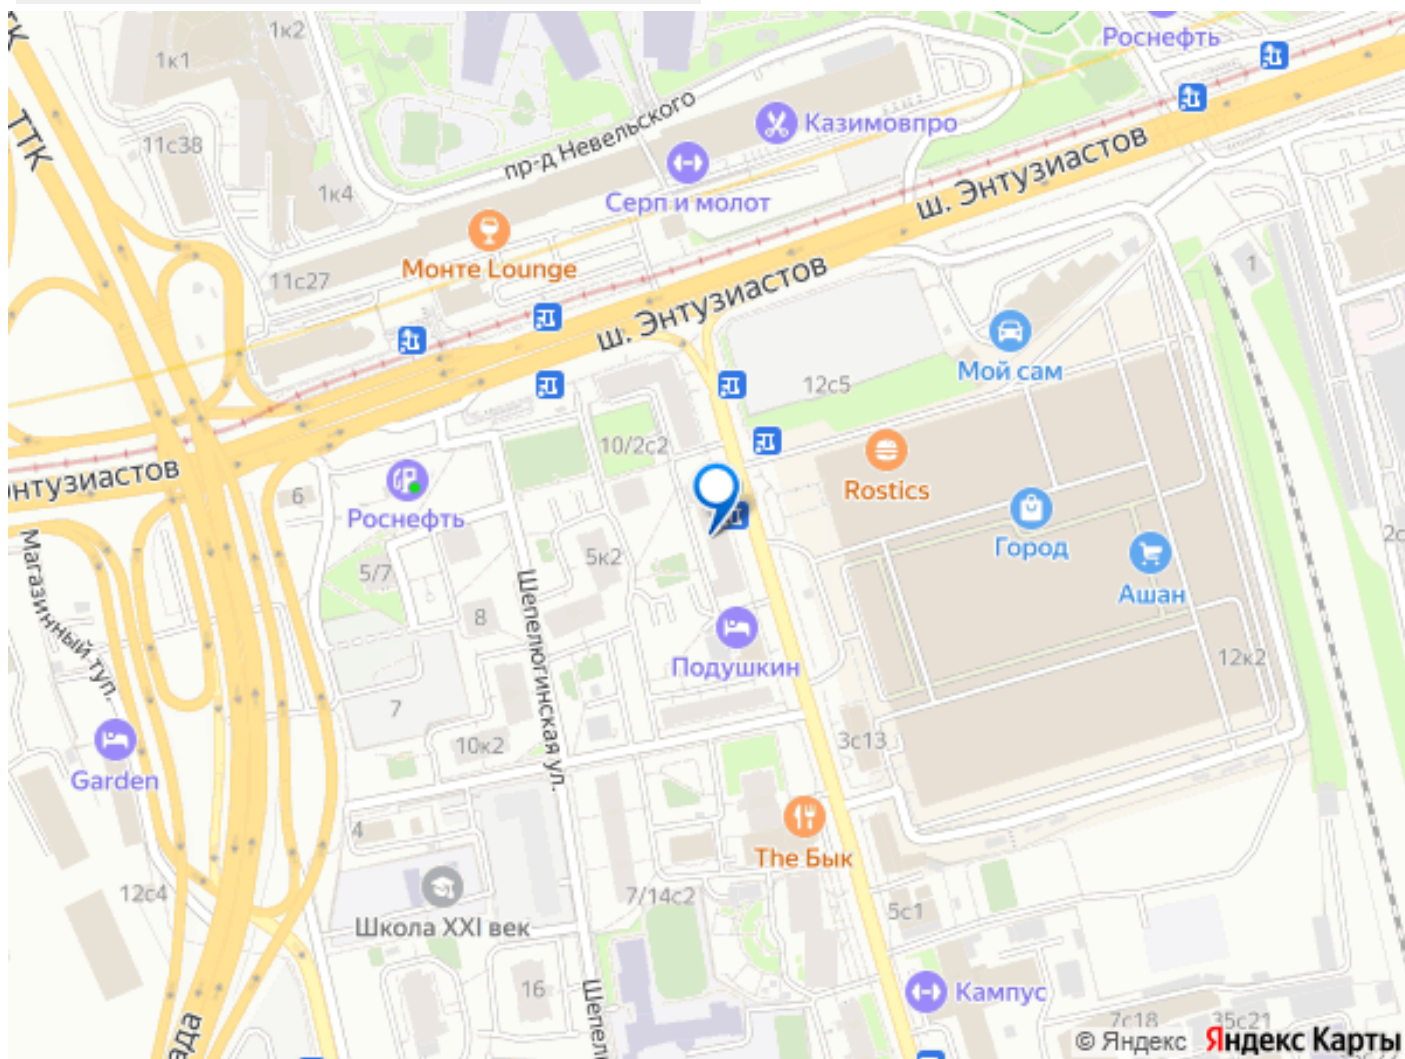 1к2
Роснефть
1к1
ТТК
11с38
пр-д Невельского
Казимовпро
1к4
Серп и молот
ш. Энтузиастов
Монте Lounge
11с27
ш. Энтузиастов
1
Мой сам
12с5
10/2с2
Rostics
6
Роснефть
Город
Магазинный туп.
5/7
5к2
Ашан
Шепелюгинская ул.
8
Подушкин
12к2
7
10к2
3с13
Garden
4
The Бык
12с4
Школа XXI век
7/14с2
5с1
16
Кампус
7с18
35с21
© Яндекс
Яндекс Карты